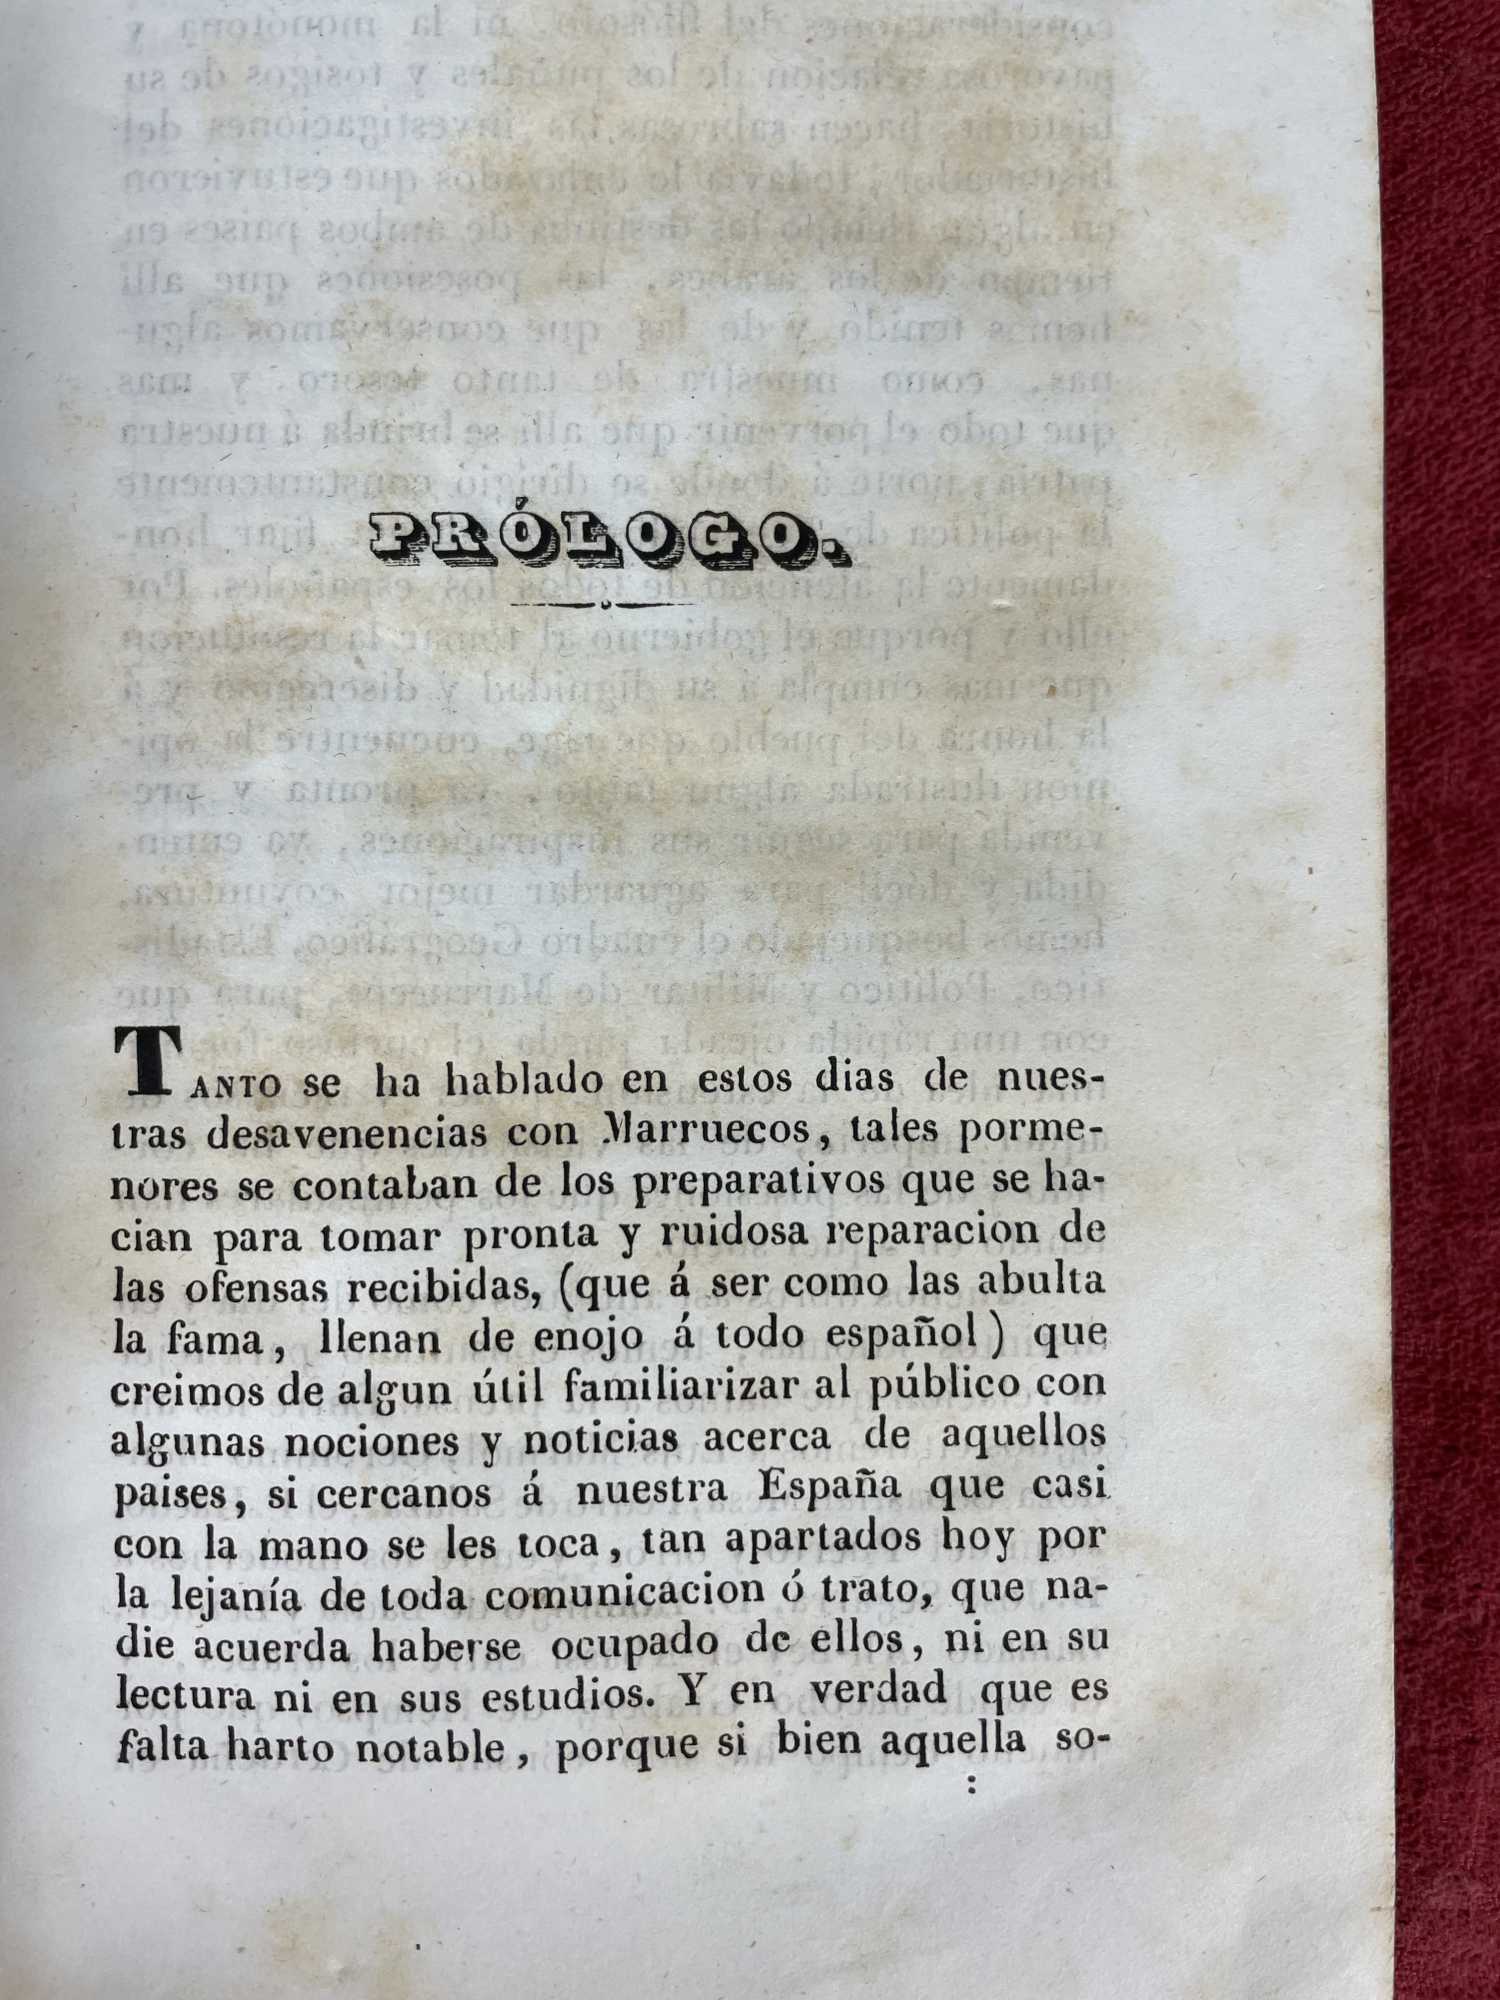 PRÓLOGO.
TANTO se ha hablado en estos dias de nues-
tras desavenencias con Marruecos, tales porme-
nores se contaban de los preparativos que se ha-
cian para tomar pronta y ruidosa reparacion de
las ofensas recibidas, (que á ser como las abulta
la fama, llenan de enojo á todo español) que
creimos de algun útil familiarizar al público con
algunas nociones y noticias acerca de aquellos
paises, si cercanos á nuestra España que casi
con la mano se les toca, tan apartados hoy por
la lejanía de toda comunicacion ó trato, que na-
die acuerda haberse ocupado de ellos, ni en su
lectura ni en sus estudios. Y en verdad que es
falta harto notable, porque si bien aquella so-
: